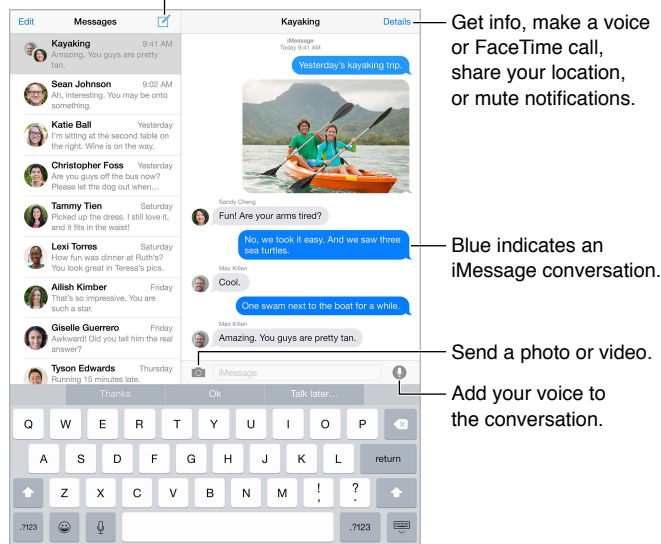 Edit Messages
Kayaking 9:41 AM
Amazing. You guys are pretty
tan.
Sean Johnson 9:02 AM
Ah, interesting. You may be onto
something.
Katie Ball Yesterday
I'm sitting at the second table on
the right. Wine is on the way.
Christopher Foss Yesterday
Are you guys off the bus now?
Please let the dog out when…
Tammy Tien Saturday
Picked up the dress. I still love it,
and it fits in the waist!
Lexi Torres Saturday
How fun was dinner at Ruth's?
You look great in Teresa's pics.
Ailish Kimber Friday
That's so impressive. You are
such a star.
Giselle Guerrero Friday
Awkward! Did you tell him the real
answer?
Tyson Edwards Thursday
Running 15 minutes late.
Kayaking Details
iMessage
Today 9:41 AM
Yesterday's kayaking trip.
Sandy Cheng
Fun! Are your arms tired?
No, we took it easy. And we saw three
sea turtles.
Max Killen
Cool.
One swam next to the boat for a while.
Max Killen
Amazing. You guys are pretty tan.
iMessage
Thanks Ok Talk later…
Q W E R T Y U I O P
A S D F G H J K L return
Z X C V B N M ! , ? .
.?123 .?123
Get info, make a voice
or FaceTime call,
share your location,
or mute notifications.
Blue indicates an
iMessage conversation.
Send a photo or video.
Add your voice to
the conversation.